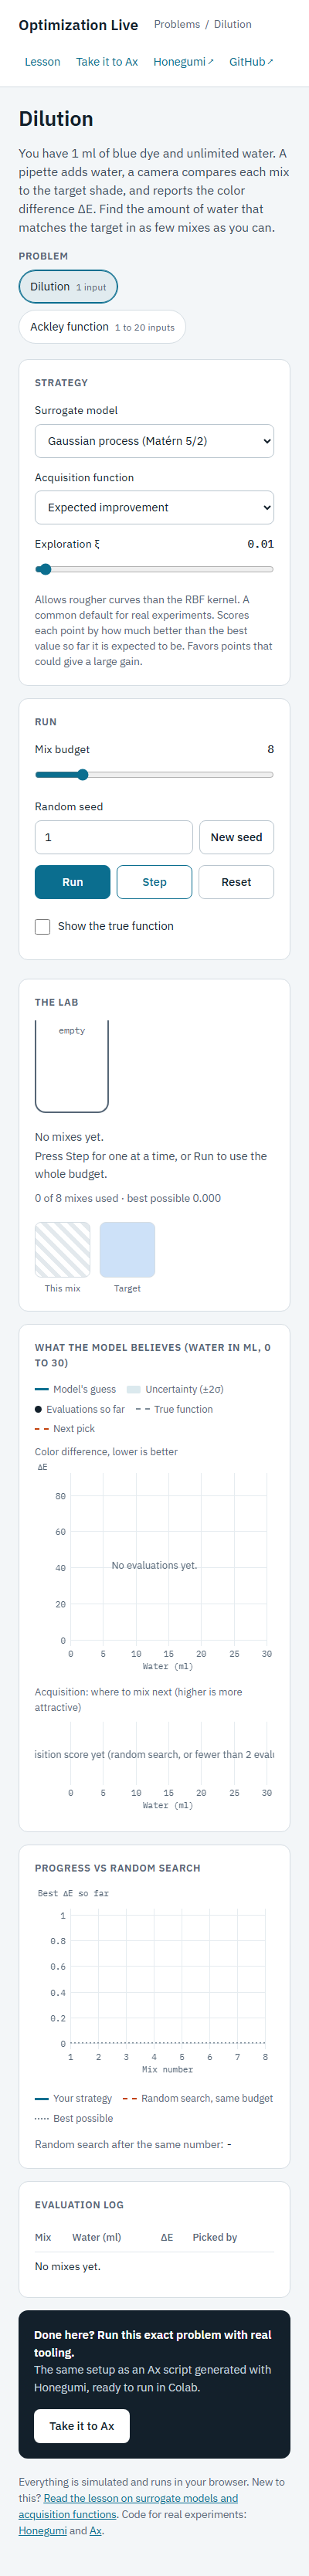 Optimization Live
Problems / Dilution
Lesson
Take it to Ax
Honegumi↗
GitHub↗
Dilution
You have 1 ml of blue dye and unlimited water. A
pipette adds water, a camera compares each mix
to the target shade, and reports the color
difference ΔE. Find the amount of water that
matches the target in as few mixes as you can.
PROBLEM
Dilution 1 input
Ackley function 1 to 20 inputs
STRATEGY
Surrogate model
Gaussian process (Matérn 5/2)
Acquisition function
Expected improvement
Exploration ξ 0.01
Allows rougher curves than the RBF kernel. A
common default for real experiments. Scores
each point by how much better than the best
value so far it is expected to be. Favors points that
could give a large gain.
RUN
Mix budget 8
Random seed
1
New seed
Run
Step
Reset
Show the true function
THE LAB
empty
No mixes yet.
Press Step for one at a time, or Run to use the
whole budget.
0 of 8 mixes used · best possible 0.000
This mix
Target
WHAT THE MODEL BELIEVES (WATER IN ML, 0
TO 30)
Model's guess
Uncertainty (±2σ)
Evaluations so far
True function
Next pick
Color difference, lower is better
ΔE
80
60
40
20
0
No evaluations yet.
0 5 10 15 20 25 30
Water (ml)
Acquisition: where to mix next (higher is more
attractive)
isition score yet (random search, or fewer than 2 evalu
0 5 10 15 20 25 30
Water (ml)
PROGRESS VS RANDOM SEARCH
Best ΔE so far
1
0.8
0.6
0.4
0.2
0
1 2 3 4 5 6 7 8
Mix number
Your strategy
Random search, same budget
Best possible
Random search after the same number: -
EVALUATION LOG
Mix Water (ml) ΔE Picked by
No mixes yet.
Done here? Run this exact problem with real
tooling.
The same setup as an Ax script generated with
Honegumi, ready to run in Colab.
Take it to Ax
Everything is simulated and runs in your browser. New to
this? Read the lesson on surrogate models and
acquisition functions. Code for real experiments:
Honegumi and Ax.